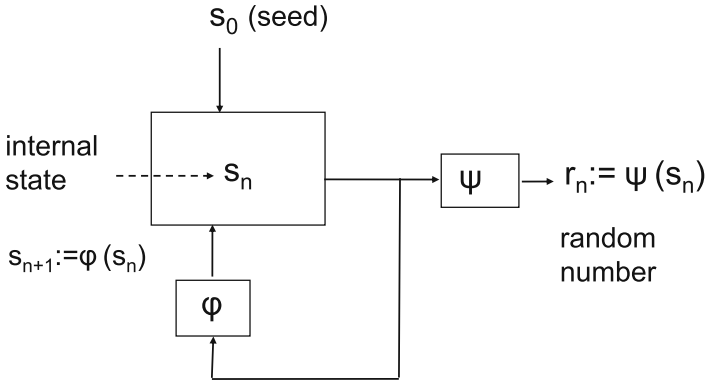 s₀ (seed)
internal
state
sₙ
ψ
rₙ:= ψ (sₙ)
random
number
sₙ₊₁:=φ (sₙ)
φ